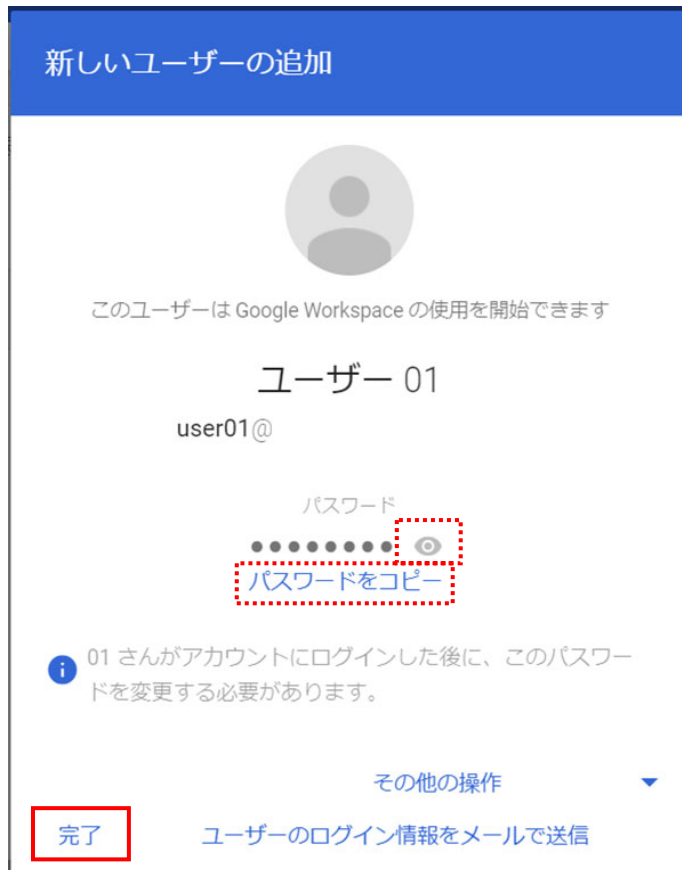 新しいユーザーの追加
このユーザーは Google Workspace の使用を開始できます
ユーザー 01
user01@
パスワード
●●●●●●●●
パスワードをコピー
01 さんがアカウントにログインした後に、このパスワー
ドを変更する必要があります。
その他の操作
完了 ユーザーのログイン情報をメールで送信